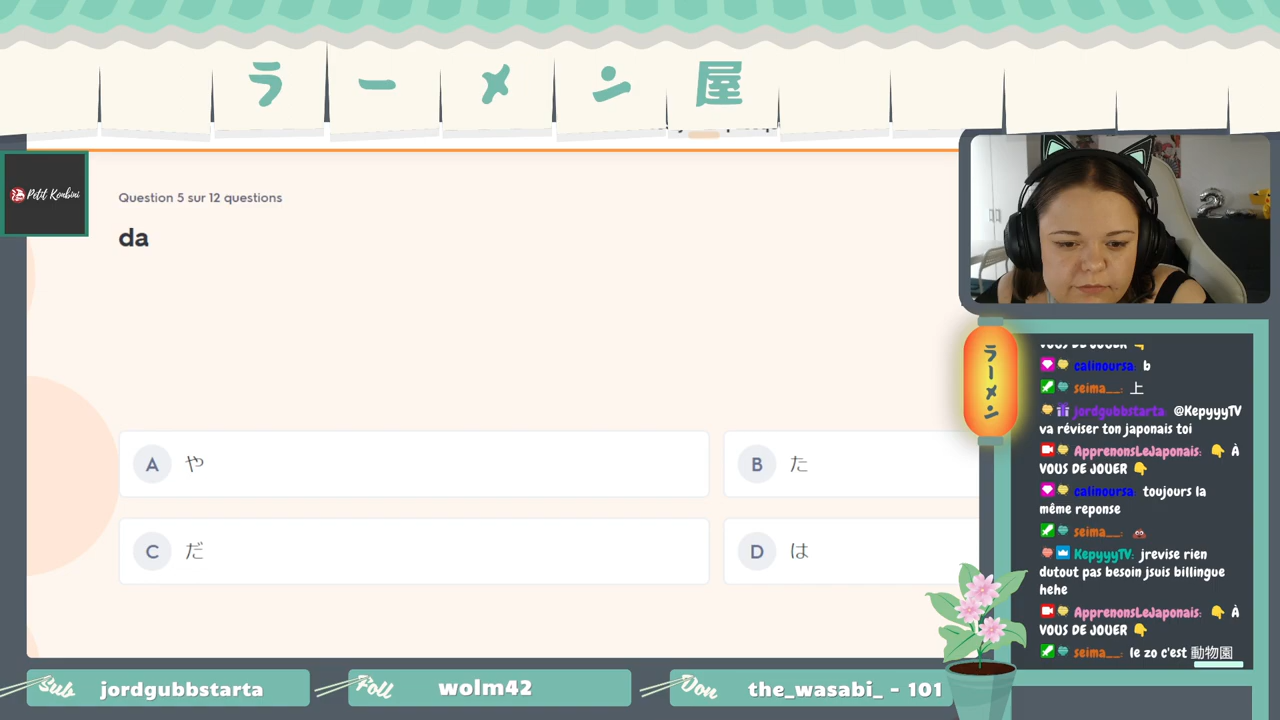 ラーメン屋
Petit Konbini
Question 5 sur 12 questions
da
A や
B た
C だ
D は
ラーメン
VOUS DE JOUER 👇
calinoursa: b
seima__: 上
jordgubbstarta: @KepyyyTV
va réviser ton japonais toi
ApprenonsLeJaponais: 👇 À
VOUS DE JOUER 👇
calinoursa: toujours la
même reponse
seima__: 💩
KepyyyTV: jrevise rien
dutout pas besoin jsuis billingue
hehe
ApprenonsLeJaponais: 👇 À
VOUS DE JOUER 👇
seima__: le zo c'est 動物園
Sub jordgubbstarta
Foll wolm42
Don the_wasabi_ - 101